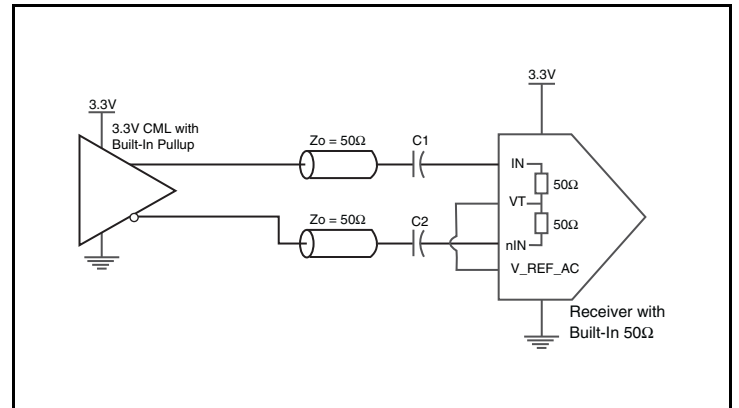 3.3V
3.3V
3.3V CML with
Built-In Pullup
Zo = 50Ω
C1
IN
50Ω
VT
Zo = 50Ω
C2
50Ω
nIN
V_REF_AC
Receiver with
Built-In 50Ω